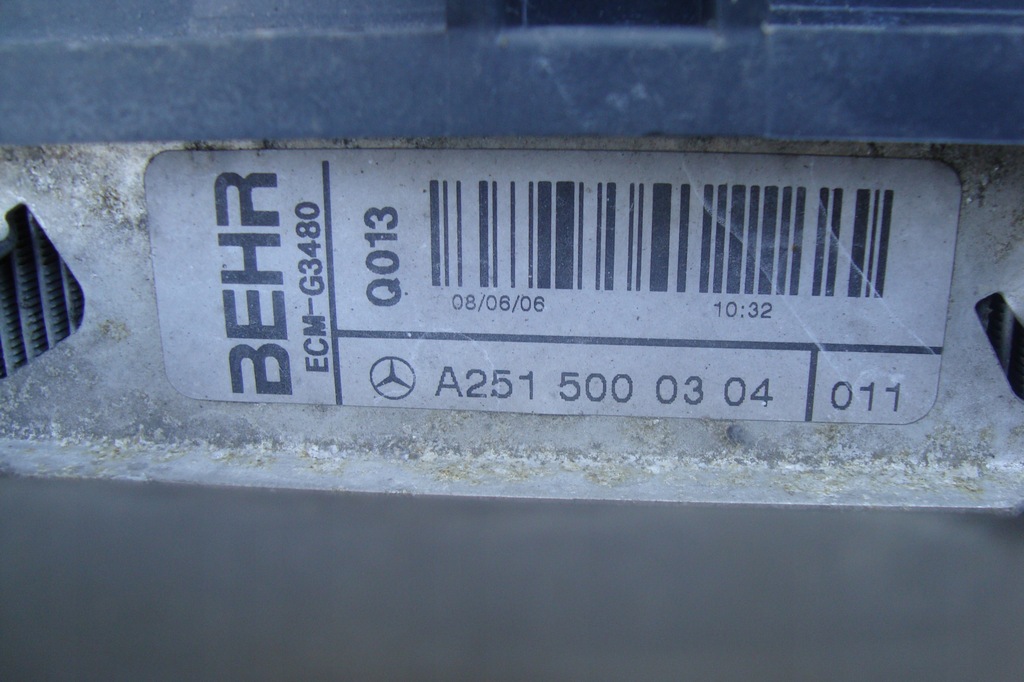 BEHR
ECM-G3480
Q013
08/06/06 10:32
A251 500 03 04 011